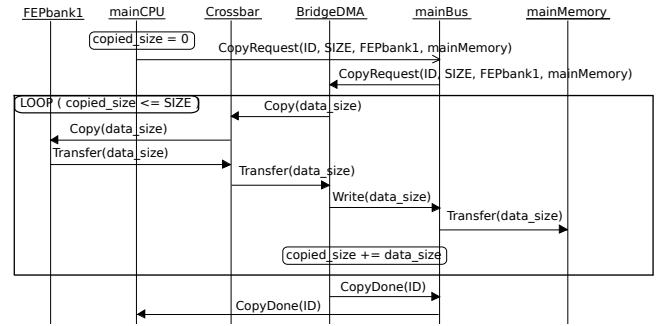 FEPbank1 mainCPU Crossbar BridgeDMA mainBus mainMemory
copied_size = 0
CopyRequest(ID, SIZE, FEPbank1, mainMemory)
CopyRequest(ID, SIZE, FEPbank1, mainMemory)
LOOP ( copied_size <= SIZE )
Copy(data_size)
Copy(data_size)
Transfer(data_size)
Transfer(data_size)
Write(data_size)
Transfer(data_size)
copied_size += data_size
CopyDone(ID)
CopyDone(ID)